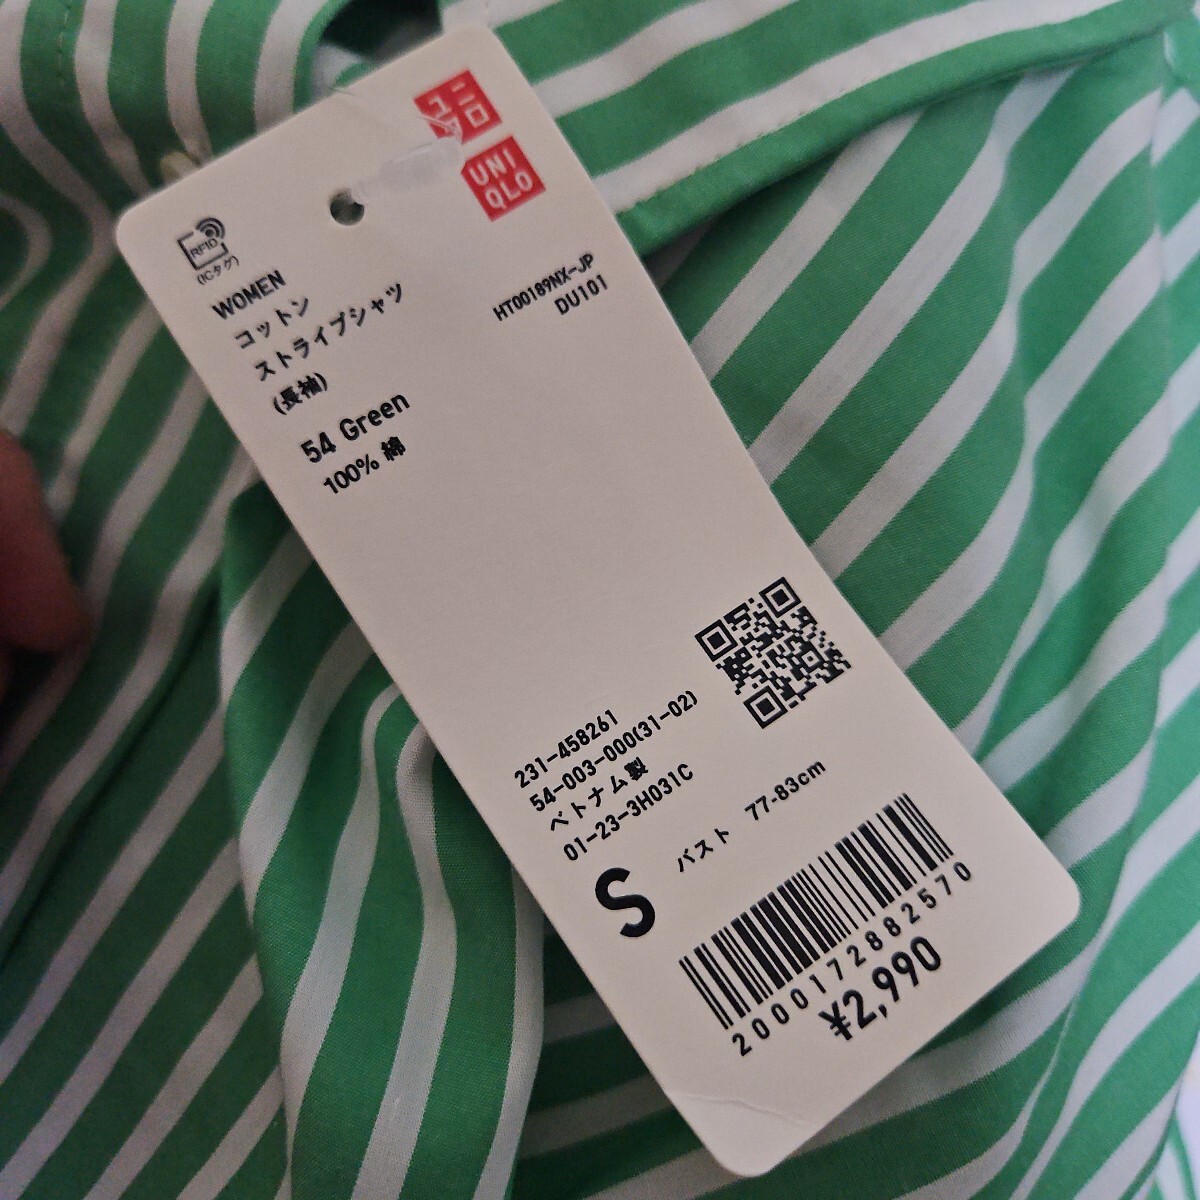 ユニ
クロ
UNI
QLO
RFID
(ICタグ)
WOMEN
コットン
ストライプシャツ
(長袖)
HT00189NX-JP
DU101
54 Green
100% 綿
231-458261
54-003-000(31-02)
ベトナム製
01-23-3H031C
S
バスト 77-83cm
2000172882570
¥2,990